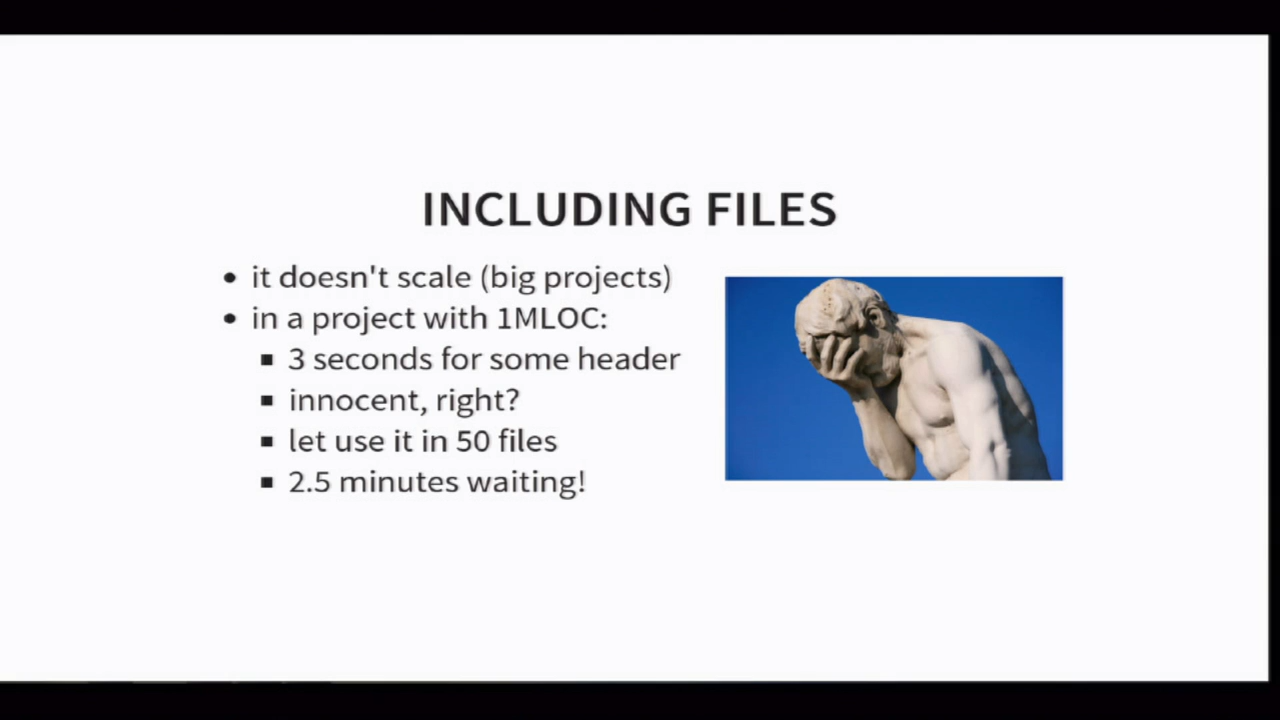 INCLUDING FILES
• it doesn't scale (big projects)
• in a project with 1MLOC:
▪ 3 seconds for some header
▪ innocent, right?
▪ let use it in 50 files
▪ 2.5 minutes waiting!